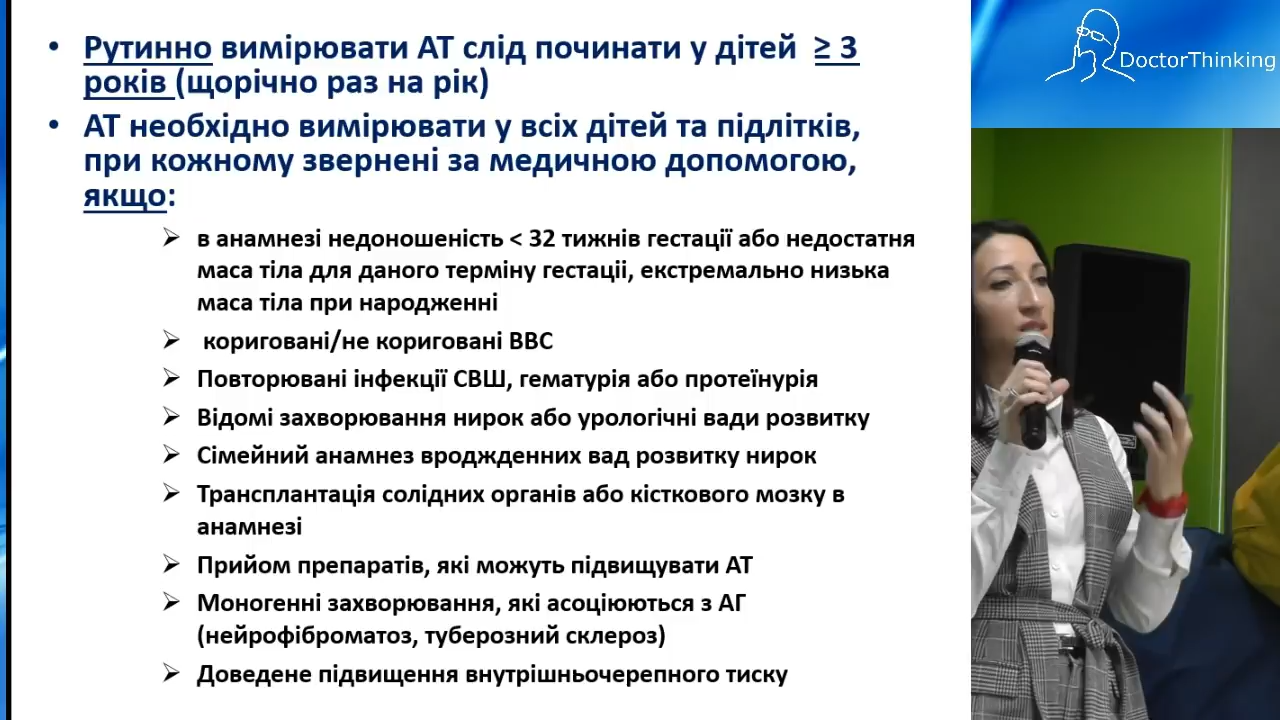 • Рутинно вимірювати АТ слід починати у дітей ≥ 3
років (щорічно раз на рік)
• АТ необхідно вимірювати у всіх дітей та підлітків,
при кожному звернені за медичною допомогою,
якщо:
➢ в анамнезі недоношеність < 32 тижнів гестації або недостатня
маса тіла для даного терміну гестаціі, екстремально низька
маса тіла при народженні
➢ кориговані/не кориговані ВВС
➢ Повторювані інфекції СВШ, гематурія або протеїнурія
➢ Відомі захворювання нирок або урологічні вади розвитку
➢ Сімейний анамнез вроджденних вад розвитку нирок
➢ Трансплантація солідних органів або кісткового мозку в
анамнезі
➢ Прийом препаратів, які можуть підвищувати АТ
➢ Моногенні захворювання, які асоціюються з АГ
(нейрофіброматоз, туберозний склероз)
➢ Доведене підвищення внутрішньочерепного тиску
DoctorThinking